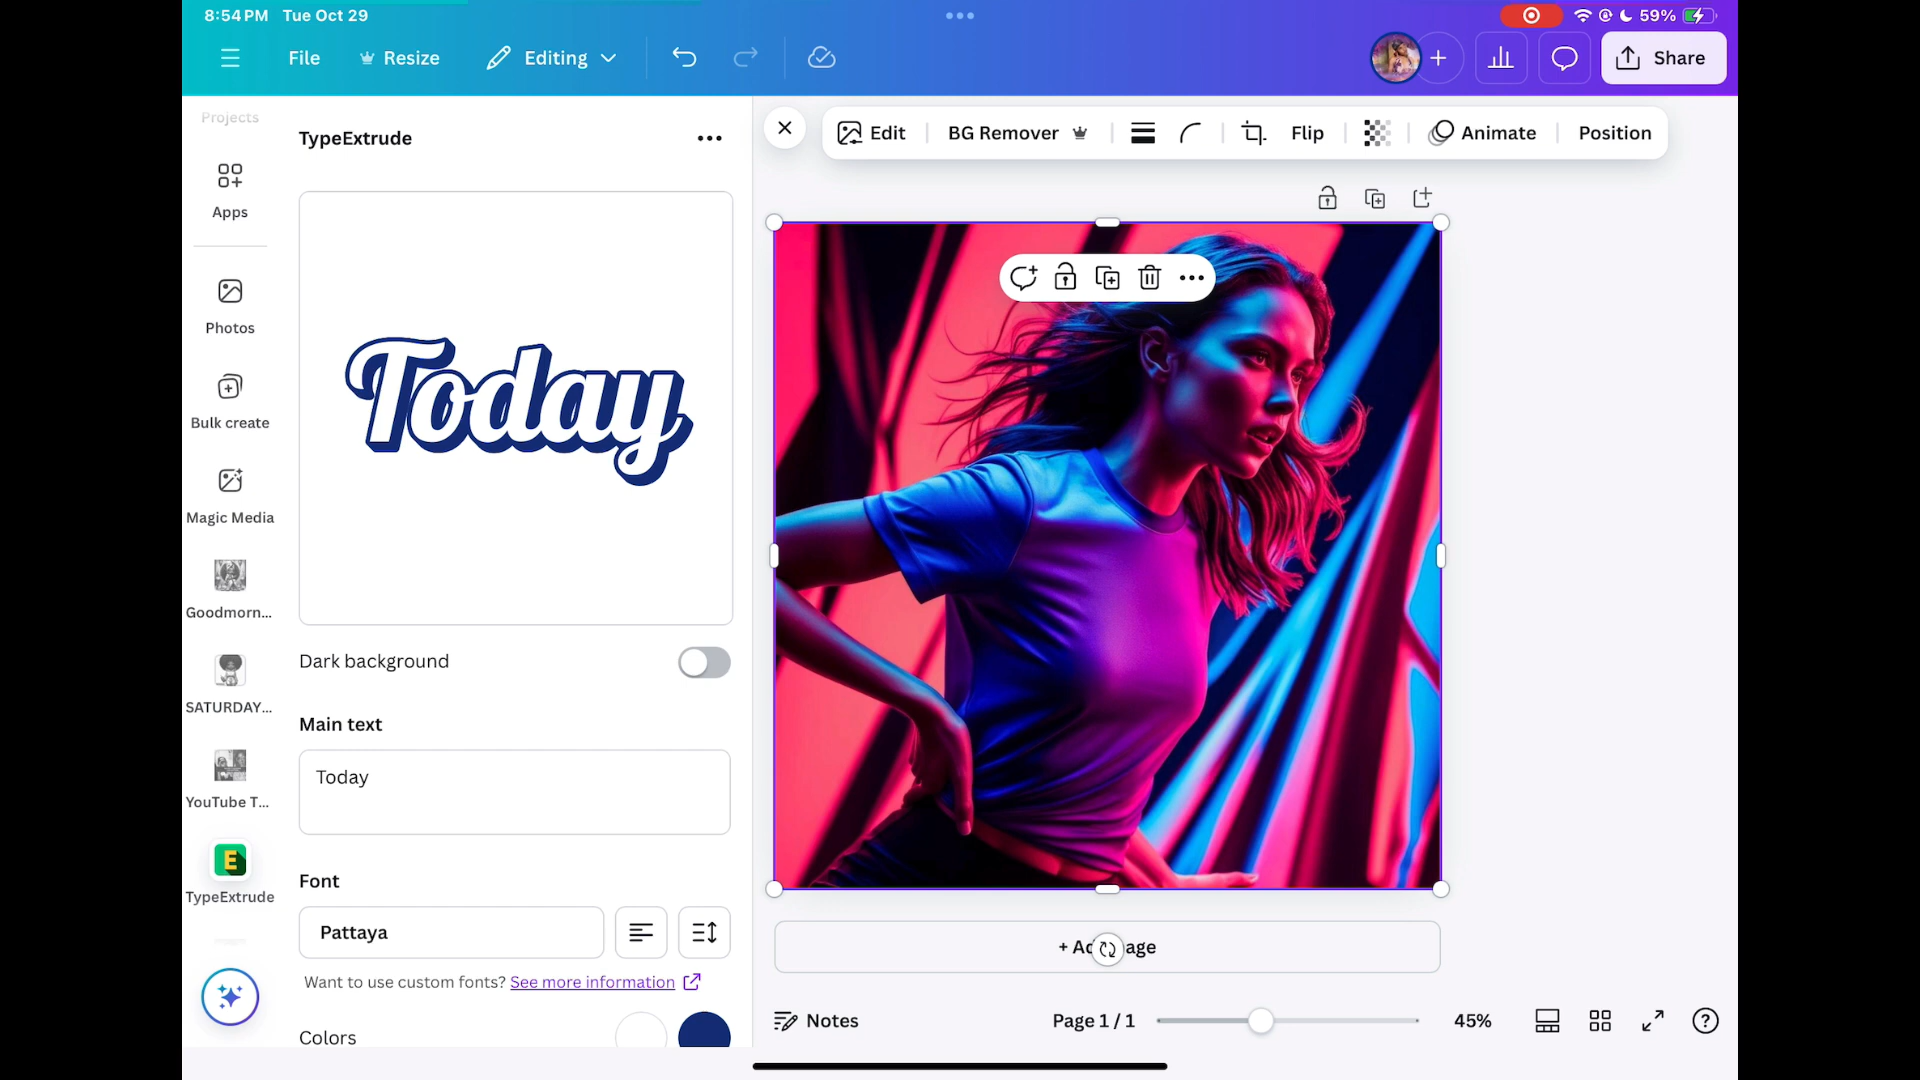 8:54 PM Tue Oct 29
59%
File
Resize
Editing
Share
Projects
Apps
Photos
Bulk create
Magic Media
Goodmorn...
SATURDAY...
YouTube T...
E
TypeExtrude
TypeExtrude
Today
Dark background
Main text
Today
Font
Pattaya
Want to use custom fonts? See more information
Colors
Edit
BG Remover
Flip
Animate
Position
Notes
Page 1 / 1
45%